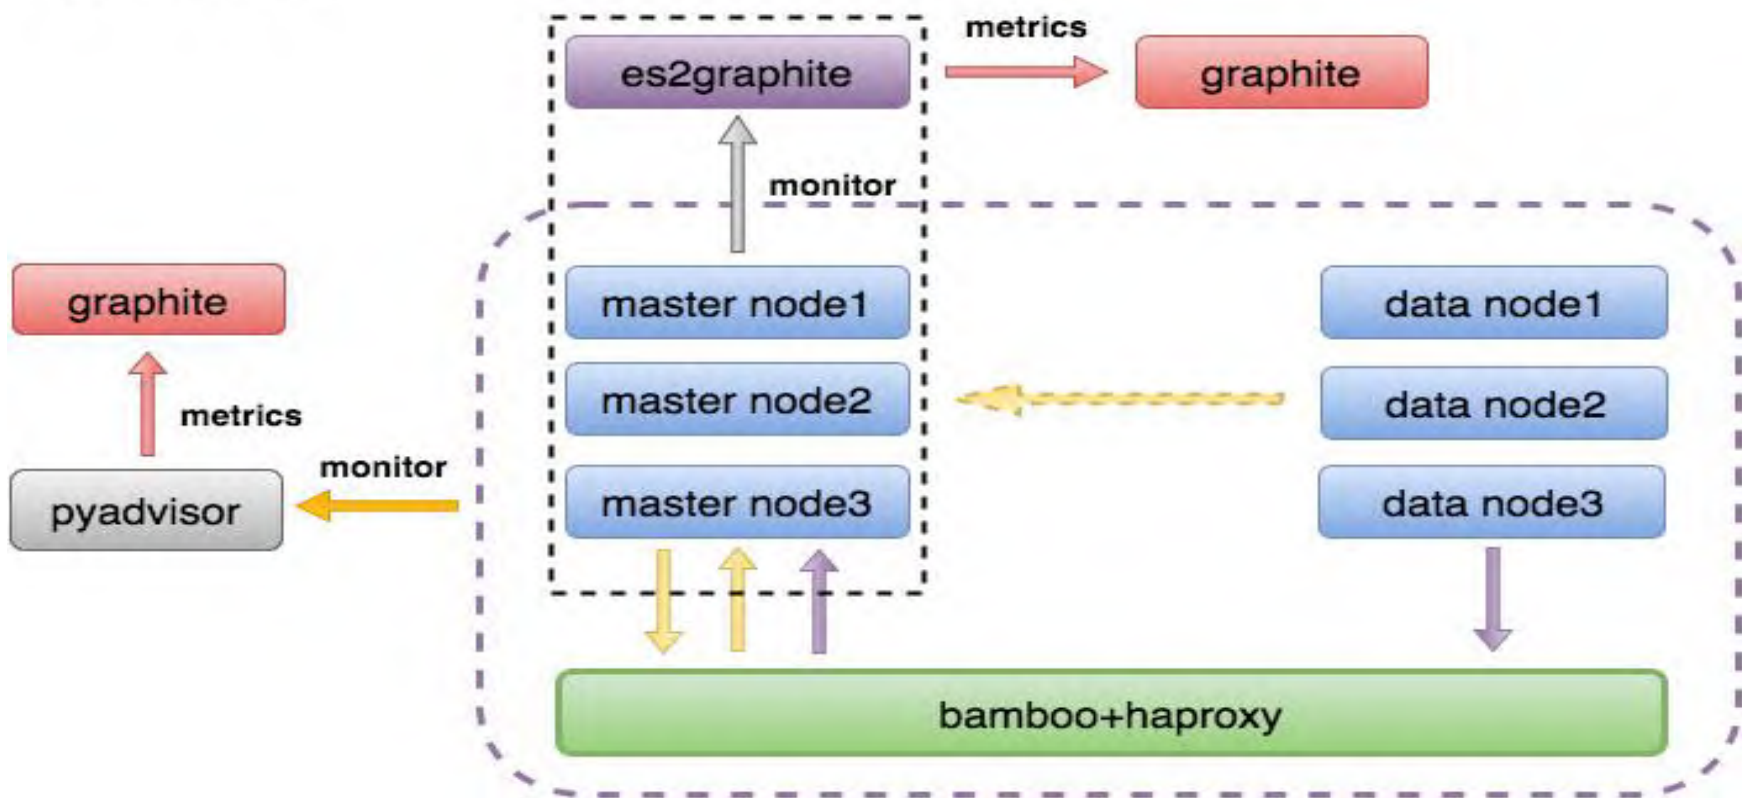 metrics
es2graphite
graphite
monitor
graphite
master node1
data node1
metrics
master node2
data node2
monitor
pyadvisor
master node3
data node3
bamboo+haproxy